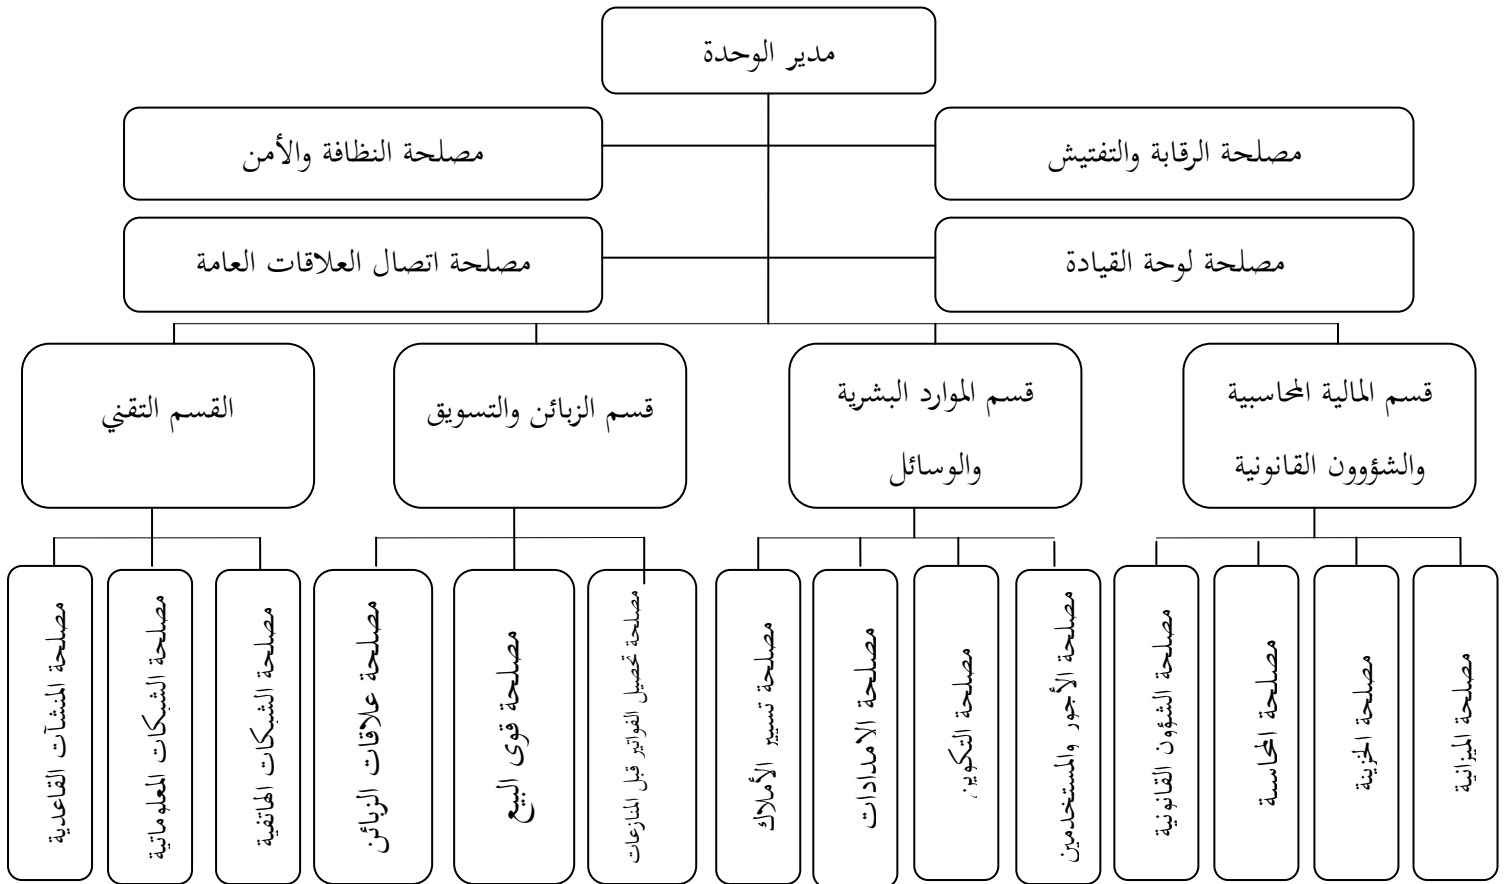 مدير الوحدة
مصلحة الرقابة والتفتيش
مصلحة النظافة والأمن
مصلحة لوحة القيادة
مصلحة اتصال العلاقات العامة
قسم المالية المحاسبية
والشؤوون القانونية
قسم الموارد البشرية
والوسائل
قسم الزبائن والتسويق
القسم التقني
مصلحة الميزانية
مصلحة الخزينة
مصلحة المحاسبة
مصلحة الشؤون القانونية
مصلحة الأجور والمستخدمين
مصلحة التكوين
مصلحة الامدادات
مصلحة تسيير الأملاك
مصلحة تحصيل الفواتير قبل المنازعات
مصلحة قوى البيع
مصلحة علاقات الزبائن
مصلحة الشبكات الهاتفية
مصلحة الشبكات المعلوماتية
مصلحة المنشآت القاعدية